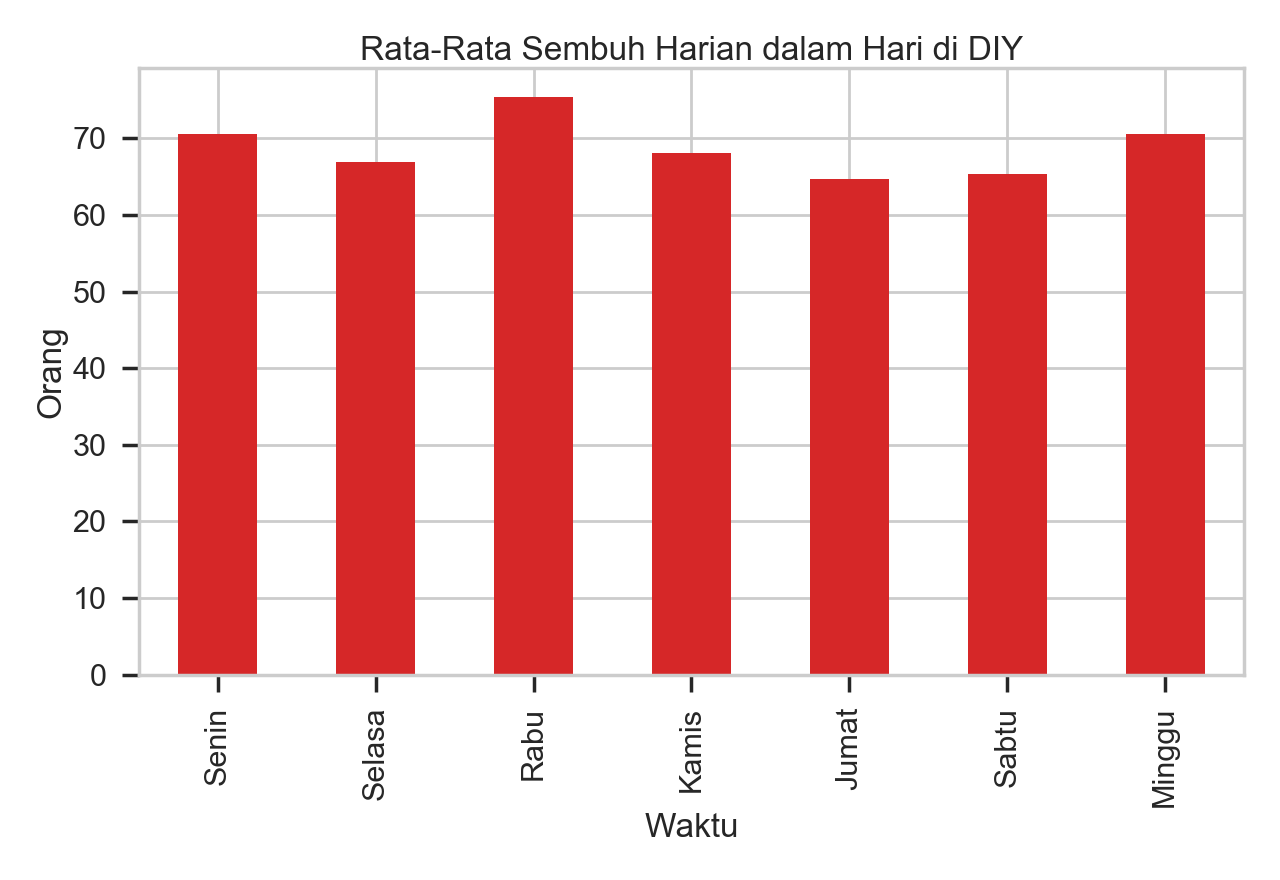 Rata-Rata Sembuh Harian dalam Hari di DIY
Orang
70
60
50
40
30
20
10
0
Senin
Selasa
Rabu
Kamis
Jumat
Sabtu
Minggu
Waktu